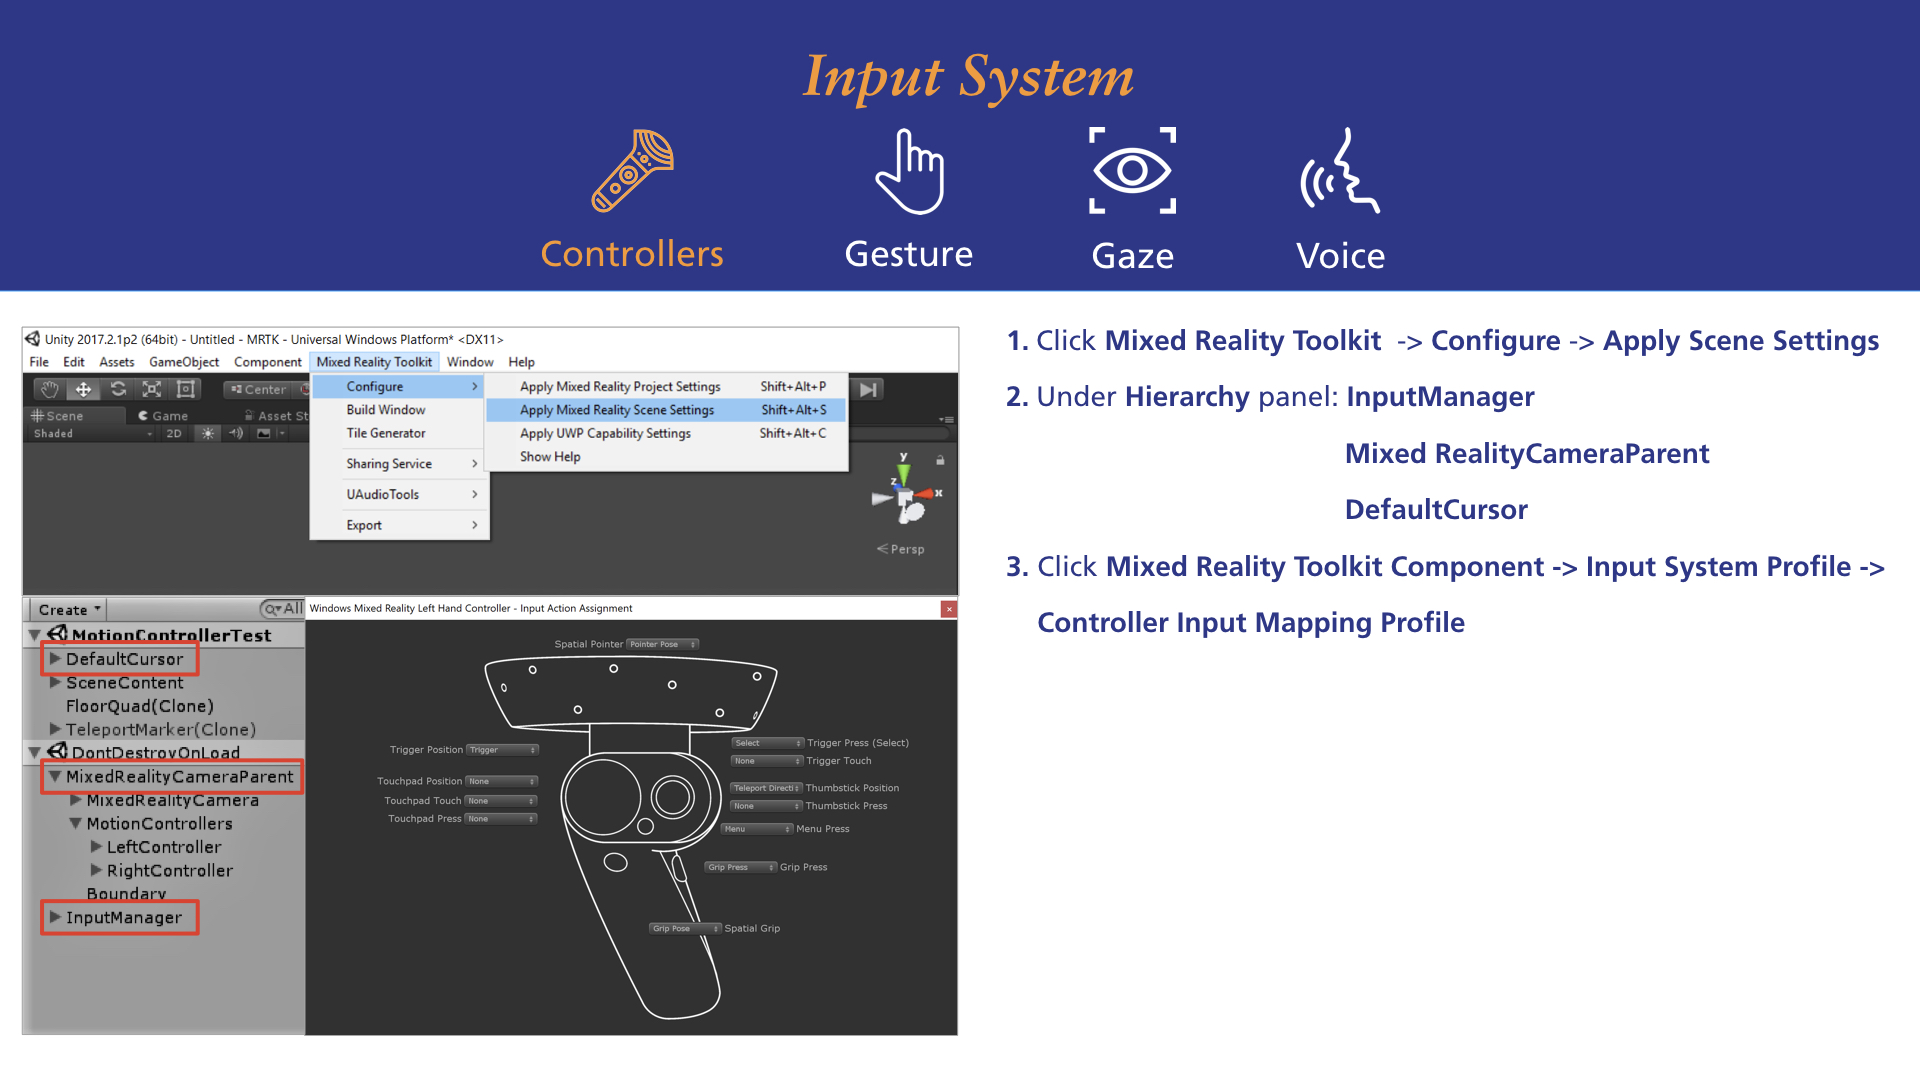 Input System
Controllers
Gesture
Gaze
Voice
Unity 2017.2.1p2 (64bit) - Untitled - MRTK - Universal Windows Platform* <DX11>
File Edit Assets GameObject Component Mixed Reality Toolkit Window Help
Center
Scene Game Asset St
Shaded 2D
Configure
Build Window
Tile Generator
Sharing Service
UAudioTools
Export
Apply Mixed Reality Project Settings Shift+Alt+P
Apply Mixed Reality Scene Settings Shift+Alt+S
Apply UWP Capability Settings Shift+Alt+C
Show Help
y
z
x
Persp
Create
All
MotionControllerTest
DefaultCursor
SceneContent
FloorQuad(Clone)
TeleportMarker(Clone)
DontDestroyOnLoad
MixedRealityCameraParent
MixedRealityCamera
MotionControllers
LeftController
RightController
Boundary
InputManager
Windows Mixed Reality Left Hand Controller - Input Action Assignment
Spatial Pointer Pointer Pose
Trigger Position Trigger
Touchpad Position None
Touchpad Touch None
Touchpad Press None
Select Trigger Press (Select)
None Trigger Touch
Teleport Directi Thumbstick Position
None Thumbstick Press
Menu Menu Press
Grip Press Grip Press
Grip Pose Spatial Grip
1. Click Mixed Reality Toolkit -> Configure -> Apply Scene Settings
2. Under Hierarchy panel: InputManager
Mixed RealityCameraParent
DefaultCursor
3. Click Mixed Reality Toolkit Component -> Input System Profile ->
Controller Input Mapping Profile